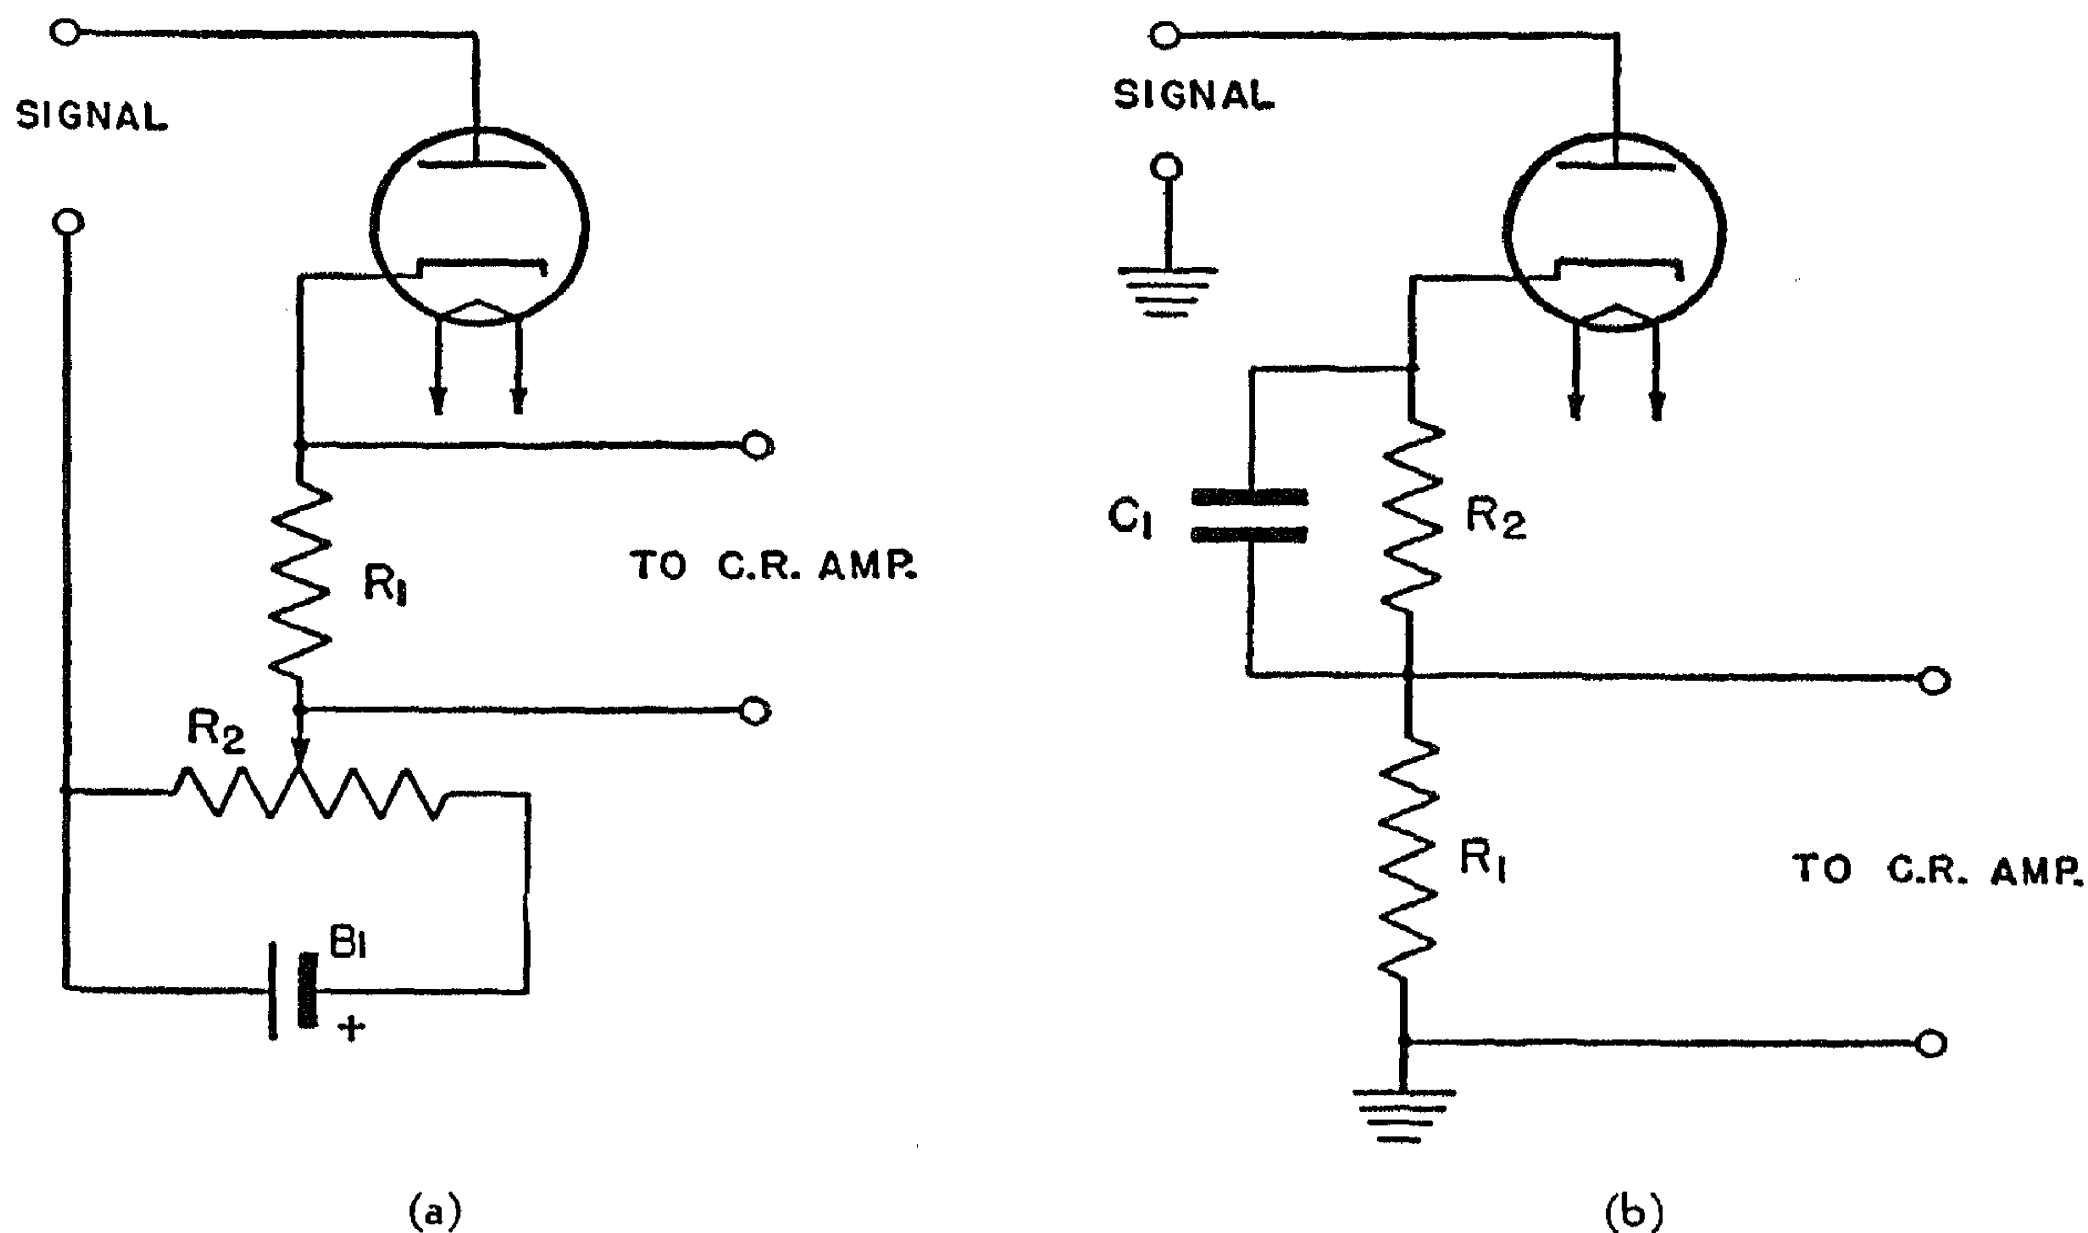 SIGNAL
R1
TO C.R. AMP.
R2
B1
+
(a)
SIGNAL
C1
R2
R1
TO C.R. AMP.
(b)